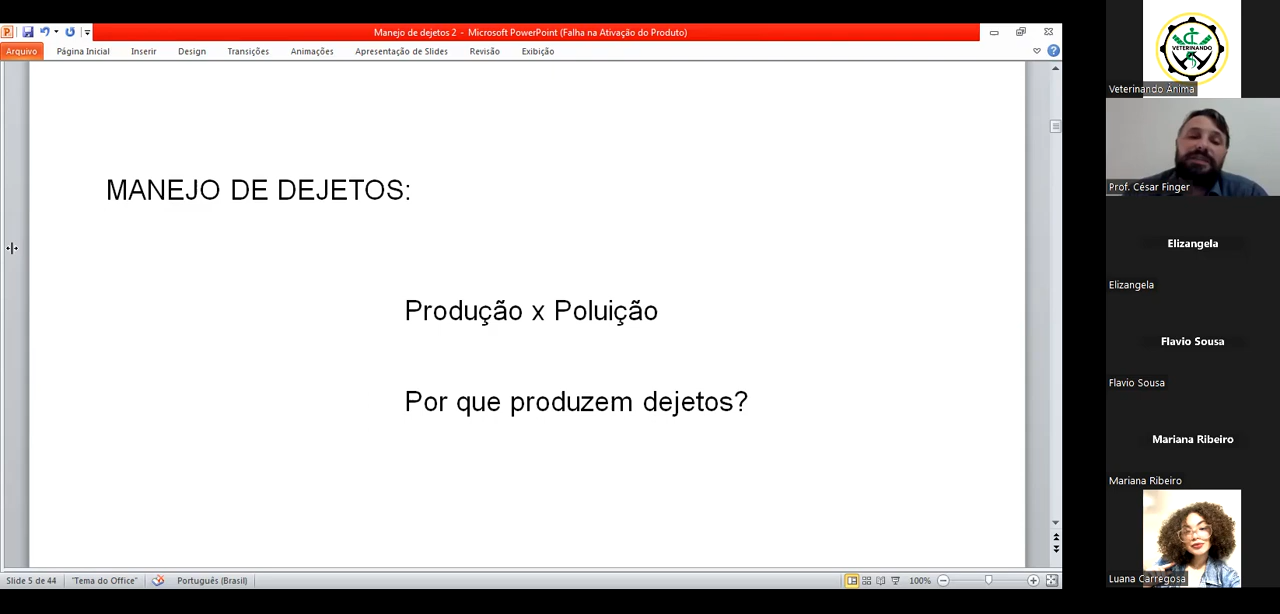 Manejo de dejetos 2 - Microsoft PowerPoint (Falha na Ativação do Produto)
Arquivo Página Inicial Inserir Design Transições Animações Apresentação de Slides Revisão Exibição
MANEJO DE DEJETOS:
Produção x Poluição
Por que produzem dejetos?
Slide 5 de 44 "Tema do Office" Português (Brasil) 100%
VETERINANDO
Veterinando Ânima
Prof. César Finger
Elizangela
Elizangela
Flavio Sousa
Flavio Sousa
Mariana Ribeiro
Mariana Ribeiro
Luana Carregosa